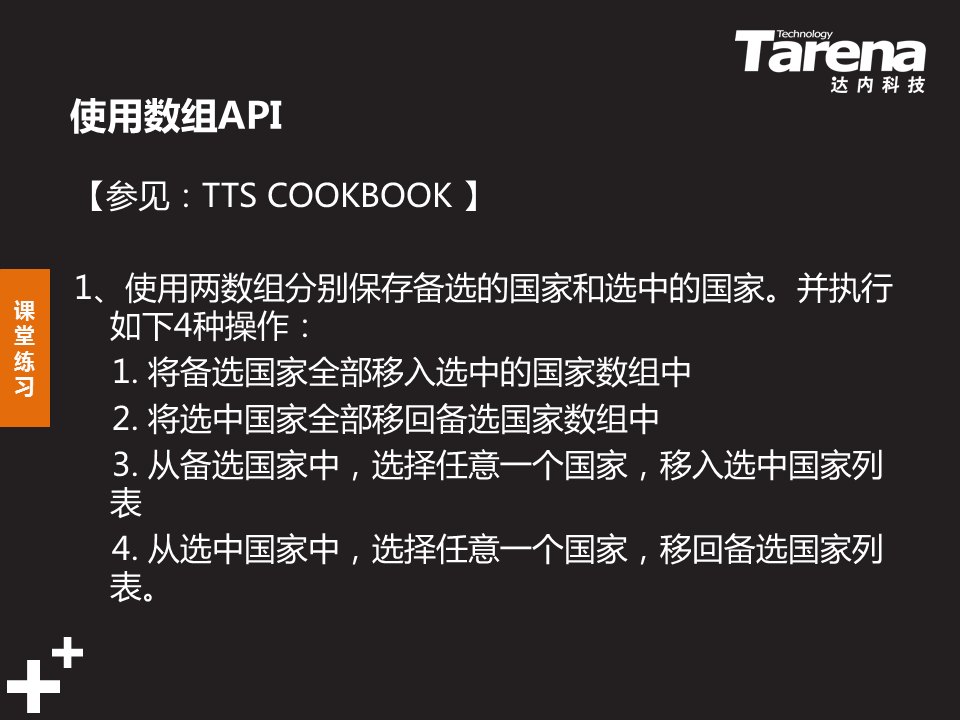 Technology
Tarena
达内科技
使用数组API
【参见：TTS COOKBOOK 】
1、使用两数组分别保存备选的国家和选中的国家。并执行
如下4种操作：
1. 将备选国家全部移入选中的国家数组中
2. 将选中国家全部移回备选国家数组中
3. 从备选国家中，选择任意一个国家，移入选中国家列
表
4. 从选中国家中，选择任意一个国家，移回备选国家列
表。
课
堂
练
习